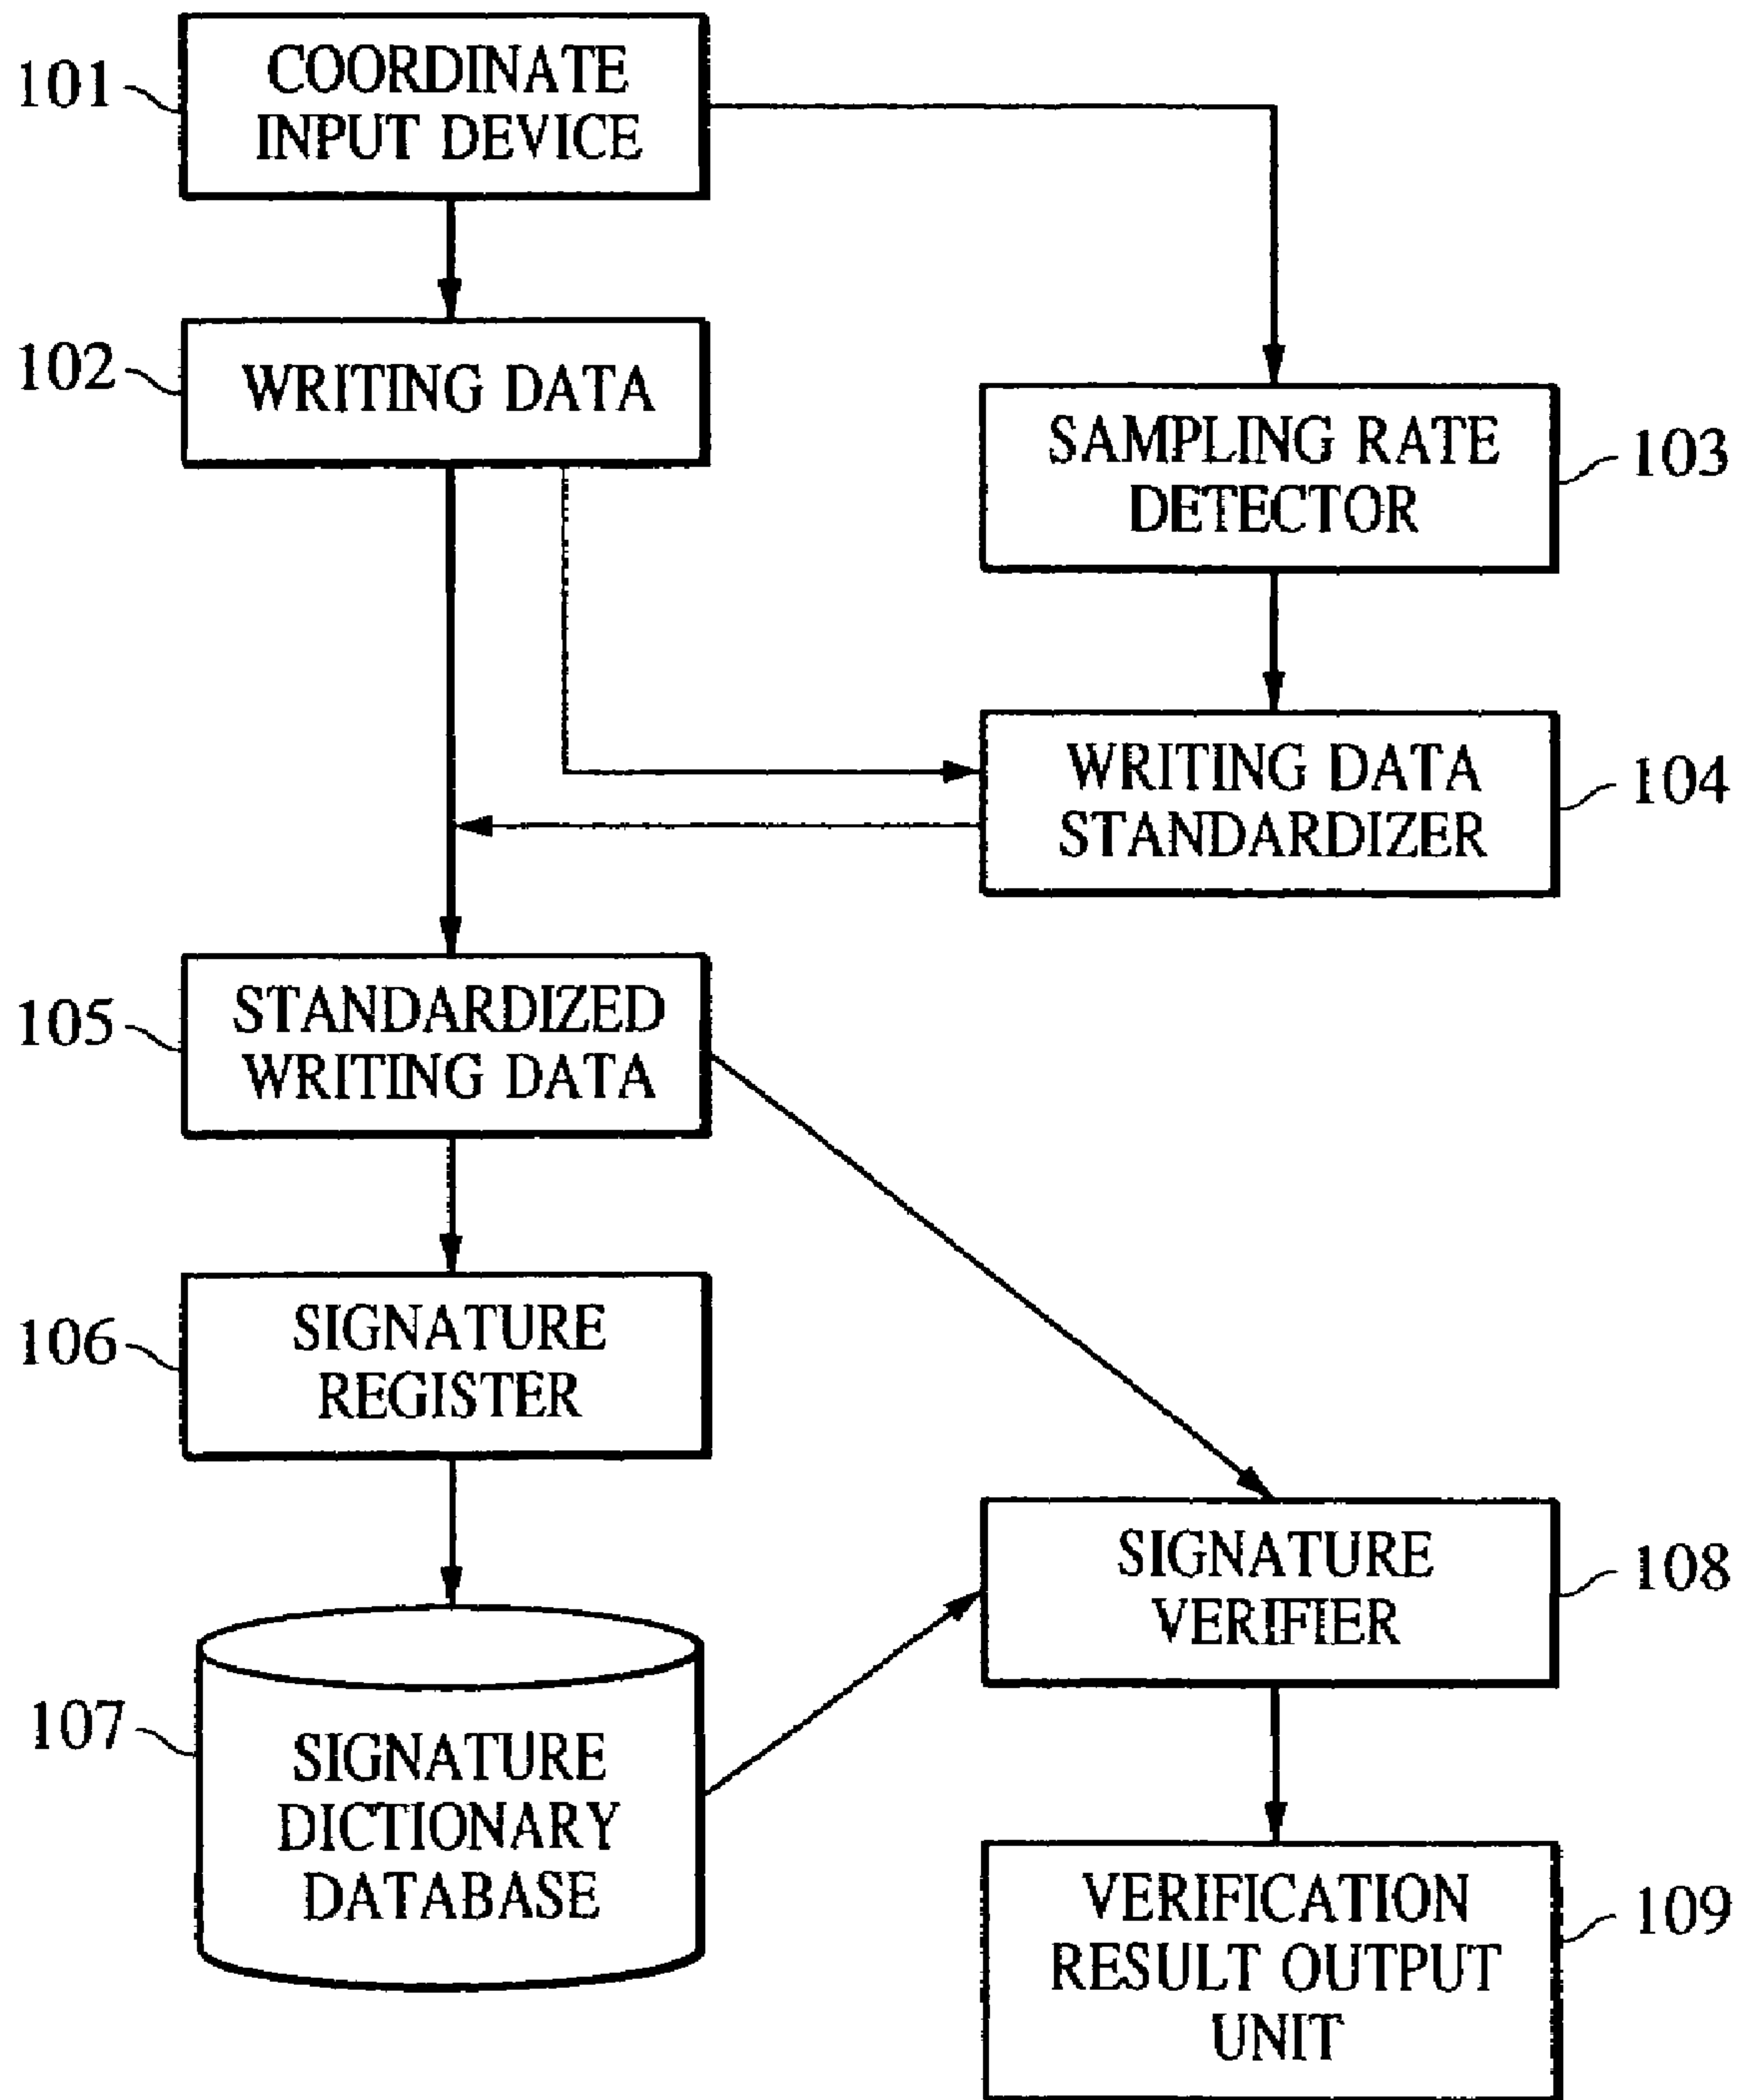 101
COORDINATE
INPUT DEVICE
102
WRITING DATA
SAMPLING RATE
DETECTOR
103
WRITING DATA
STANDARDIZER
104
105
STANDARDIZED
WRITING DATA
106
SIGNATURE
REGISTER
SIGNATURE
VERIFIER
108
107
SIGNATURE
DICTIONARY
DATABASE
VERIFICATION
RESULT OUTPUT
UNIT
109